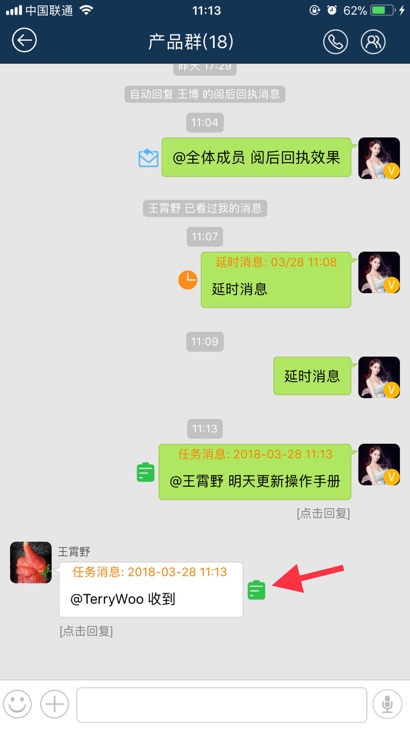 中国联通
11:13
62%
产品群(18)
昨天 17:29
自动回复 王博 的阅后回执消息
11:04
@全体成员 阅后回执效果
V
王霄野 已看过我的消息
11:07
延时消息: 03/28 11:08
延时消息
V
11:09
延时消息
V
11:13
任务消息: 2018-03-28 11:13
@王霄野 明天更新操作手册
V
[点击回复]
王霄野
任务消息: 2018-03-28 11:13
@TerryWoo 收到
[点击回复]